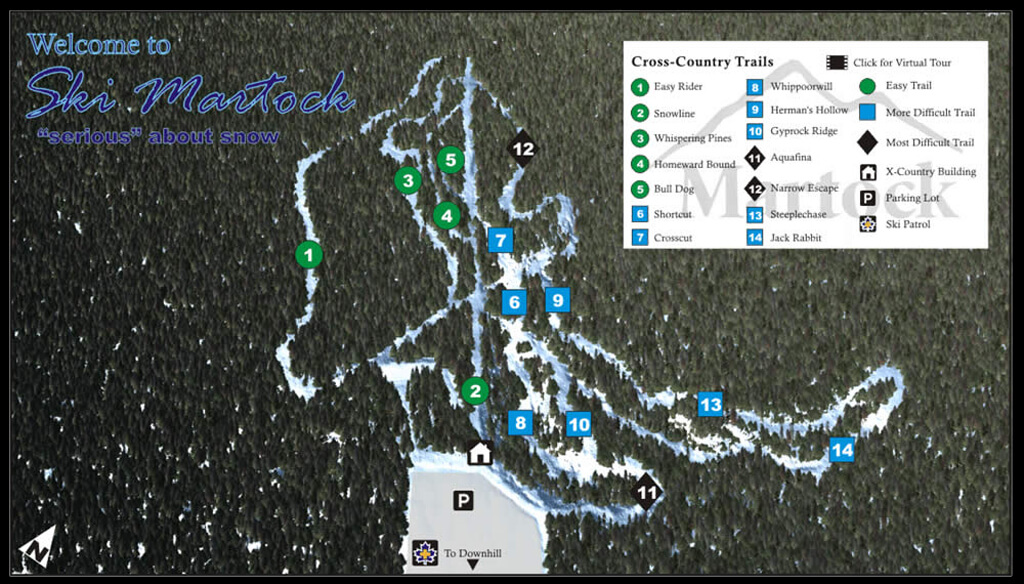 Welcome to
Ski Martock
"serious" about snow
Cross-Country Trails
1 Easy Rider
2 Snowline
3 Whispering Pines
4 Homeward Bound
5 Bull Dog
6 Shortcut
7 Crosscut
8 Whippoorwill
9 Herman's Hollow
10 Gyprock Ridge
11 Aquafina
12 Narrow Escape
13 Steeplechase
14 Jack Rabbit
Click for Virtual Tour
Easy Trail
More Difficult Trail
Most Difficult Trail
X-Country Building
P Parking Lot
Ski Patrol
Martock
12
5
3
4
7
1
6
9
2
13
8
10
14
11
P
To Downhill
N